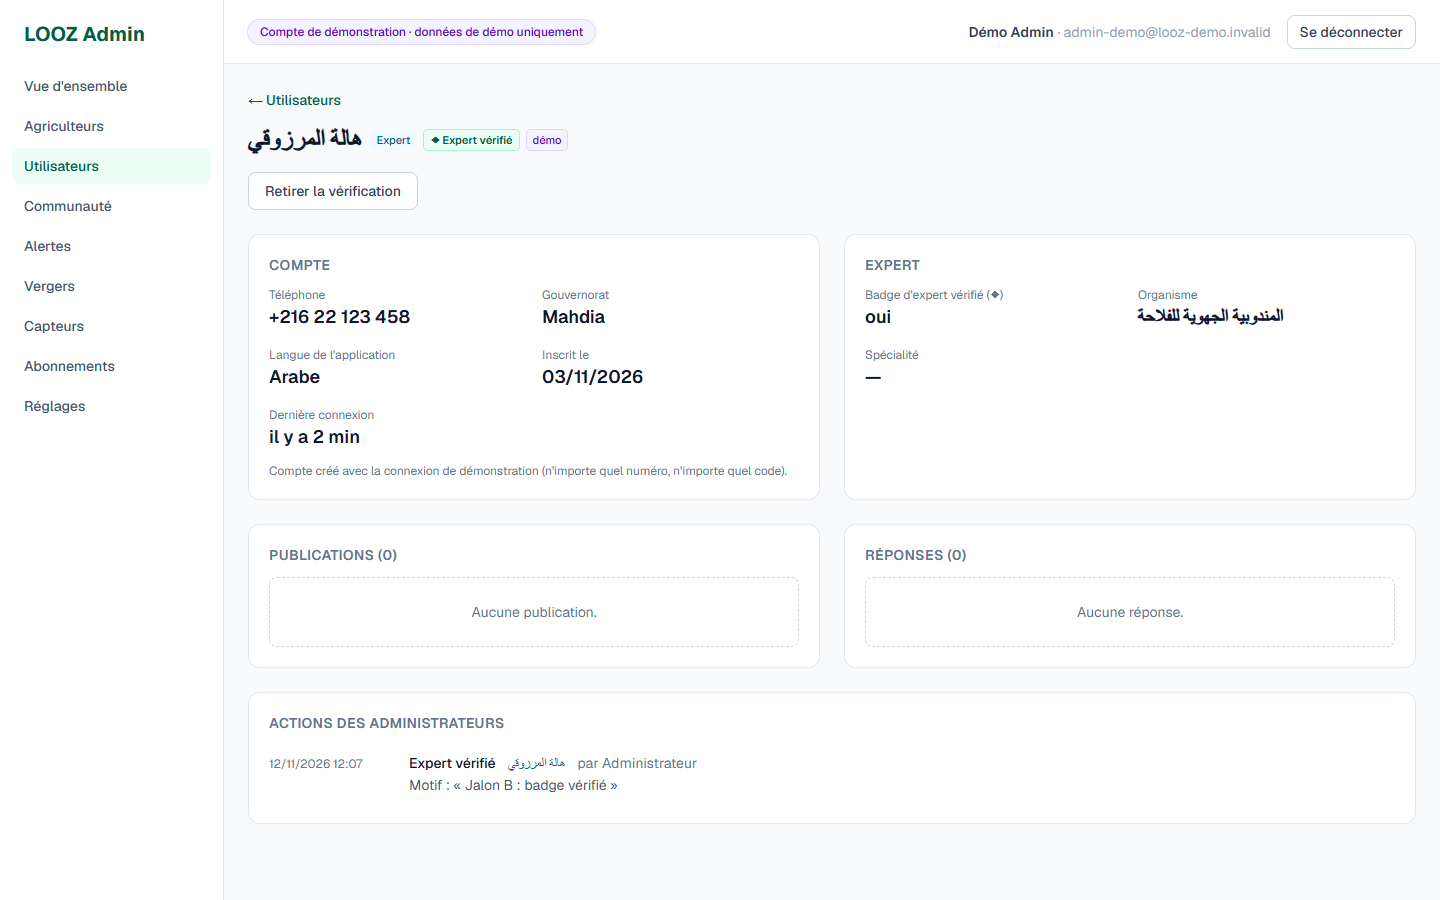 LOOZ Admin
Compte de démonstration · données de démo uniquement
Démo Admin · admin-demo@looz-demo.invalid
Se déconnecter
Vue d'ensemble
Agriculteurs
Utilisateurs
Communauté
Alertes
Vergers
Capteurs
Abonnements
Réglages
← Utilisateurs
هالة المرزوقي Expert ◆ Expert vérifié démo
Retirer la vérification
COMPTE
Téléphone
+216 22 123 458
Gouvernorat
Mahdia
Langue de l'application
Arabe
Inscrit le
03/11/2026
Dernière connexion
il y a 2 min
Compte créé avec la connexion de démonstration (n'importe quel numéro, n'importe quel code).
EXPERT
Badge d'expert vérifié (◆)
oui
Organisme
المندوبية الجهوية للفلاحة
Spécialité
—
PUBLICATIONS (0)
Aucune publication.
RÉPONSES (0)
Aucune réponse.
ACTIONS DES ADMINISTRATEURS
12/11/2026 12:07 Expert vérifié هالة المرزوقي par Administrateur
Motif : « Jalon B : badge vérifié »